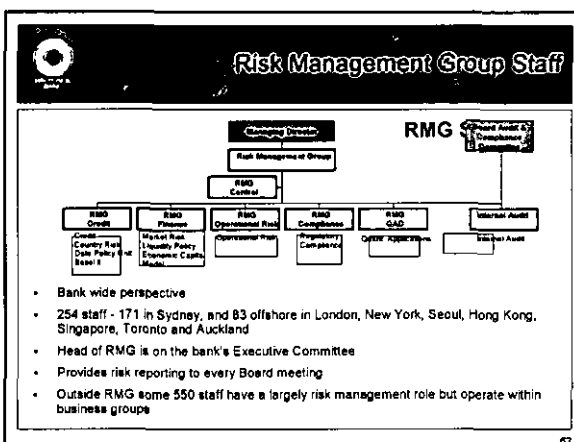 Risk Management Group Staff
RMG
Board Audit &
Compliance
Committee
Managing Director
Risk Management Group
RMG
Central
RMG
Credit
RMG
Finance
RMG
Operational Risk
RMG
Compliance
RMG
QAD
Internal Audit
Credit
Country Risk
Data Policy Unit
Basel II
Market Risk
Liquidity Policy
Economic Capital
Model
Operational Risk
Regulatory
Compliance
Applications
Internal Audit
• Bank wide perspective
• 254 staff - 171 in Sydney, and 83 offshore in London, New York, Seoul, Hong Kong,
Singapore, Toronto and Auckland
• Head of RMG is on the bank's Executive Committee
• Provides risk reporting to every Board meeting
• Outside RMG some 550 staff have a largely risk management role but operate within
business groups
67